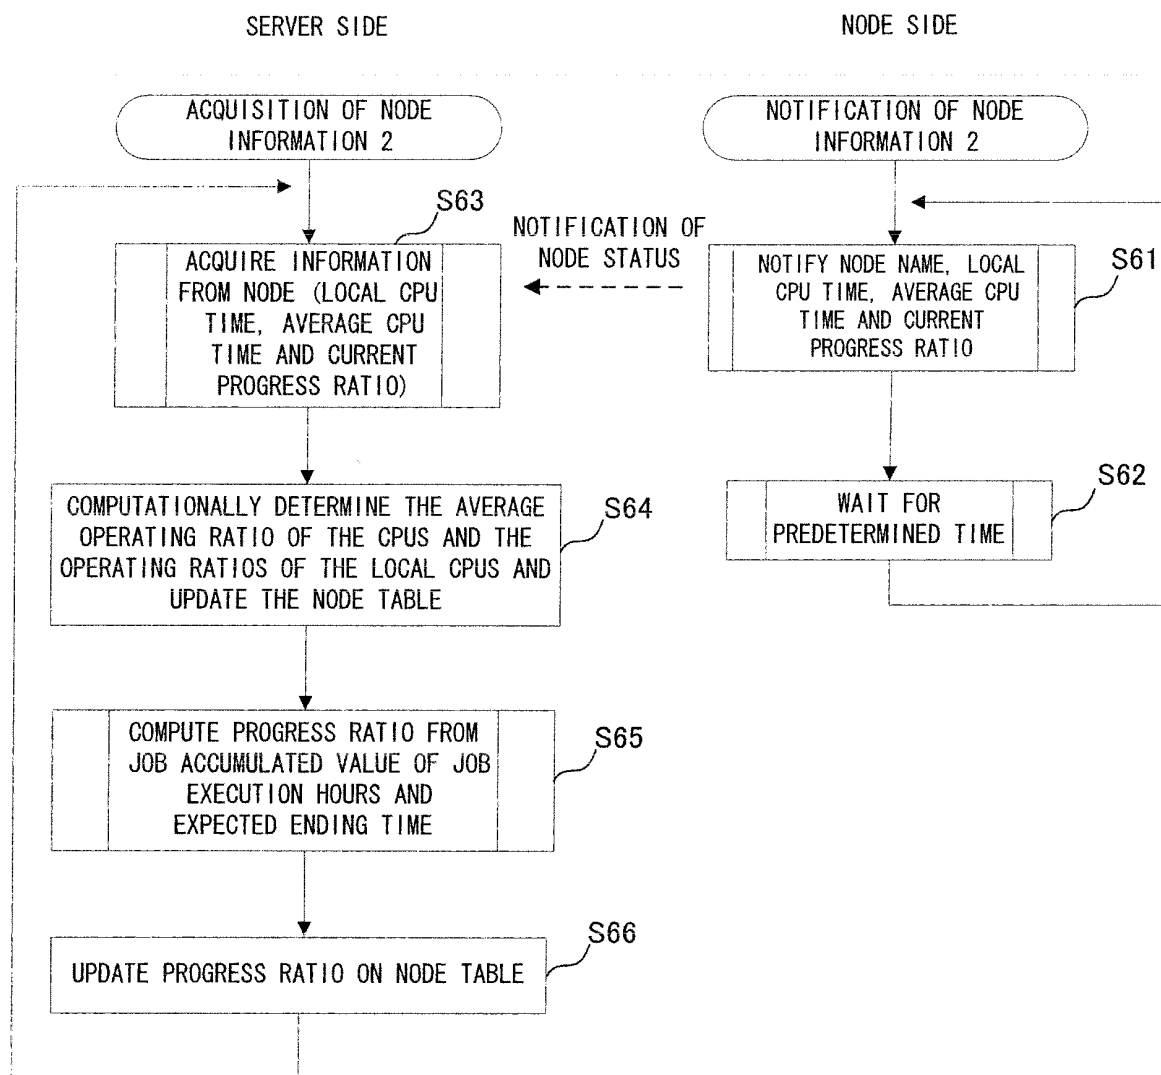 SERVER SIDE
NODE SIDE
ACQUISITION OF NODE
INFORMATION 2
NOTIFICATION OF NODE
INFORMATION 2
S63
ACQUIRE INFORMATION
FROM NODE (LOCAL CPU
TIME, AVERAGE CPU
TIME AND CURRENT
PROGRESS RATIO)
NOTIFICATION OF
NODE STATUS
S61
NOTIFY NODE NAME, LOCAL
CPU TIME, AVERAGE CPU
TIME AND CURRENT
PROGRESS RATIO
S64
COMPUTATIONALLY DETERMINE THE AVERAGE
OPERATING RATIO OF THE CPUS AND THE
OPERATING RATIOS OF THE LOCAL CPUS AND
UPDATE THE NODE TABLE
S62
WAIT FOR
PREDETERMINED TIME
S65
COMPUTE PROGRESS RATIO FROM
JOB ACCUMULATED VALUE OF JOB
EXECUTION HOURS AND
EXPECTED ENDING TIME
S66
UPDATE PROGRESS RATIO ON NODE TABLE